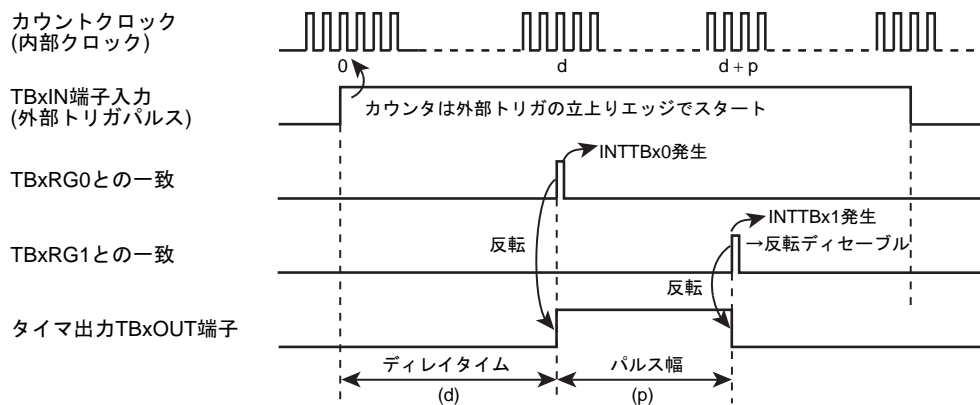 カウントクロック
(内部クロック)
0
d
d + p
TBxIN端子入力
(外部トリガパルス)
カウンタは外部トリガの立上りエッジでスタート
INTTBx0発生
TBxRG0との一致
INTTBx1発生
反転
→反転ディセーブル
TBxRG1との一致
反転
タイマ出力TBxOUT端子
ディレイタイム
パルス幅
(d)
(p)